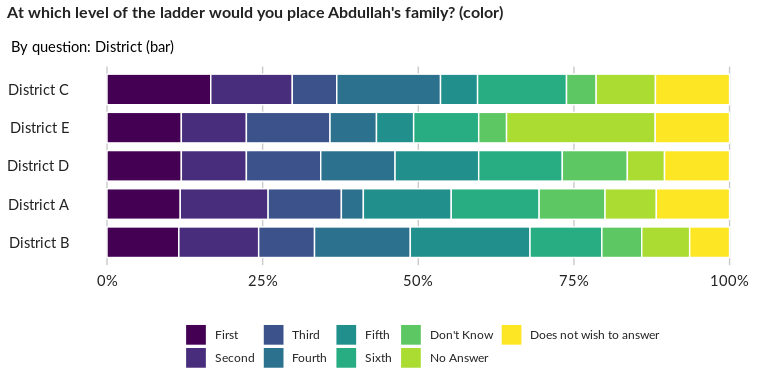 At which level of the ladder would you place Abdullah's family? (color)
By question: District (bar)
District C
District E
District D
District A
District B
0% 25% 50% 75% 100%
First Third Fifth Don't Know Does not wish to answer
Second Fourth Sixth No Answer